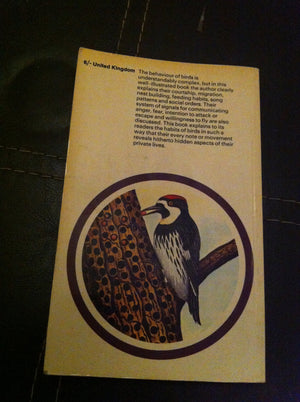 6/- United Kingdom
The behaviour of birds is
understandably complex, but in this
well-illustrated book the author clearly
explains their courtship, migration,
nest building, feeding habits, song
patterns and social orders. Their
system of signals for communicating
anger, fear, intention to attack or
escape and willingness to fly are also
discussed. This book explains to its
readers the habits of birds in such a
way that their every note or movement
reveals hitherto hidden aspects of their
private lives.